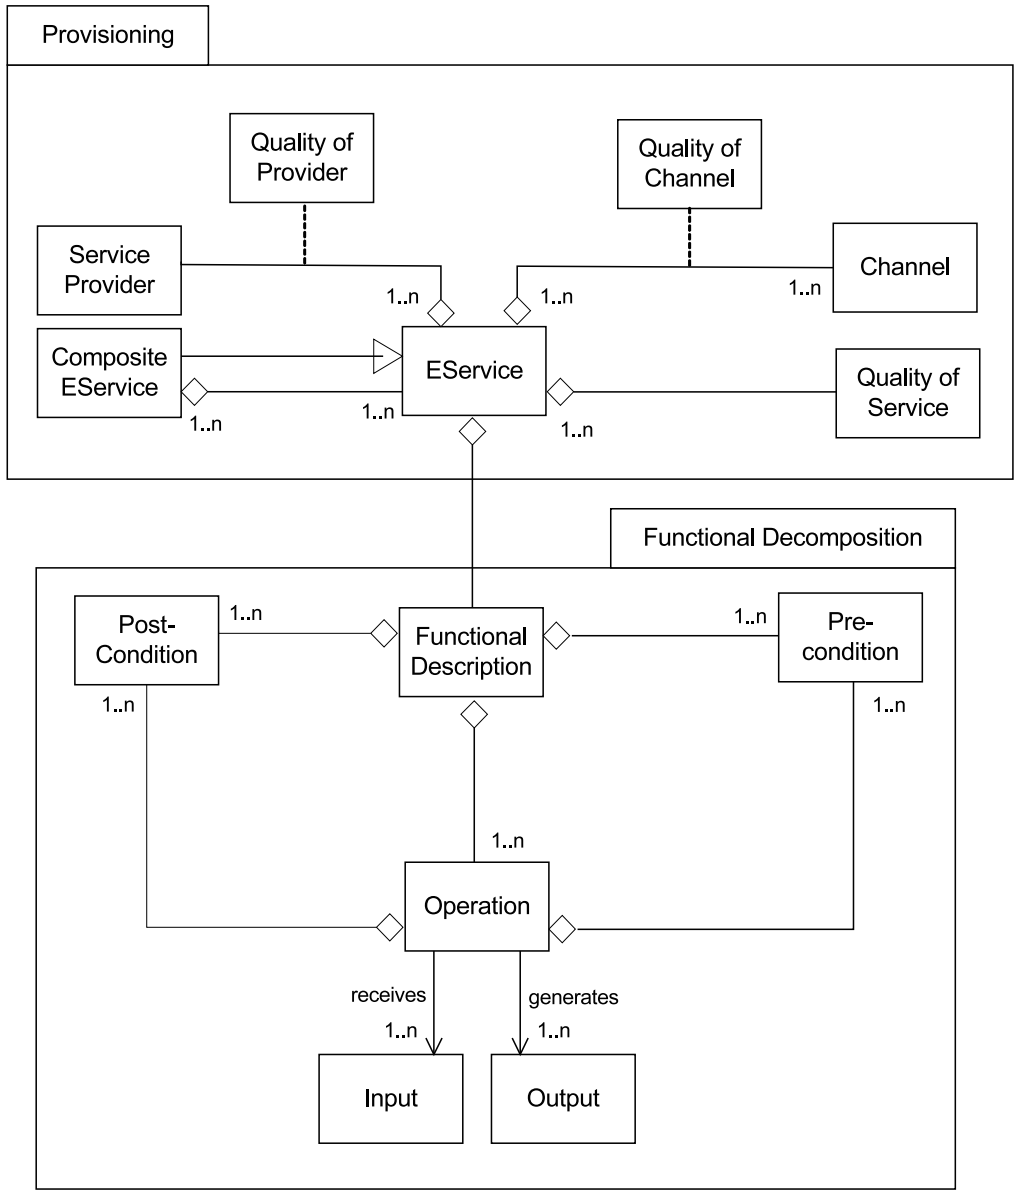 Provisioning
Quality of
Provider
Quality of
Channel
Service
Provider
Channel
1..n
1..n
1..n
Composite
EService
EService
Quality of
Service
1..n
1..n
1..n
Functional Decomposition
Post-
Condition
1..n
Functional
Description
1..n
Pre-
condition
1..n
1..n
1..n
Operation
receives
generates
1..n
1..n
Input
Output